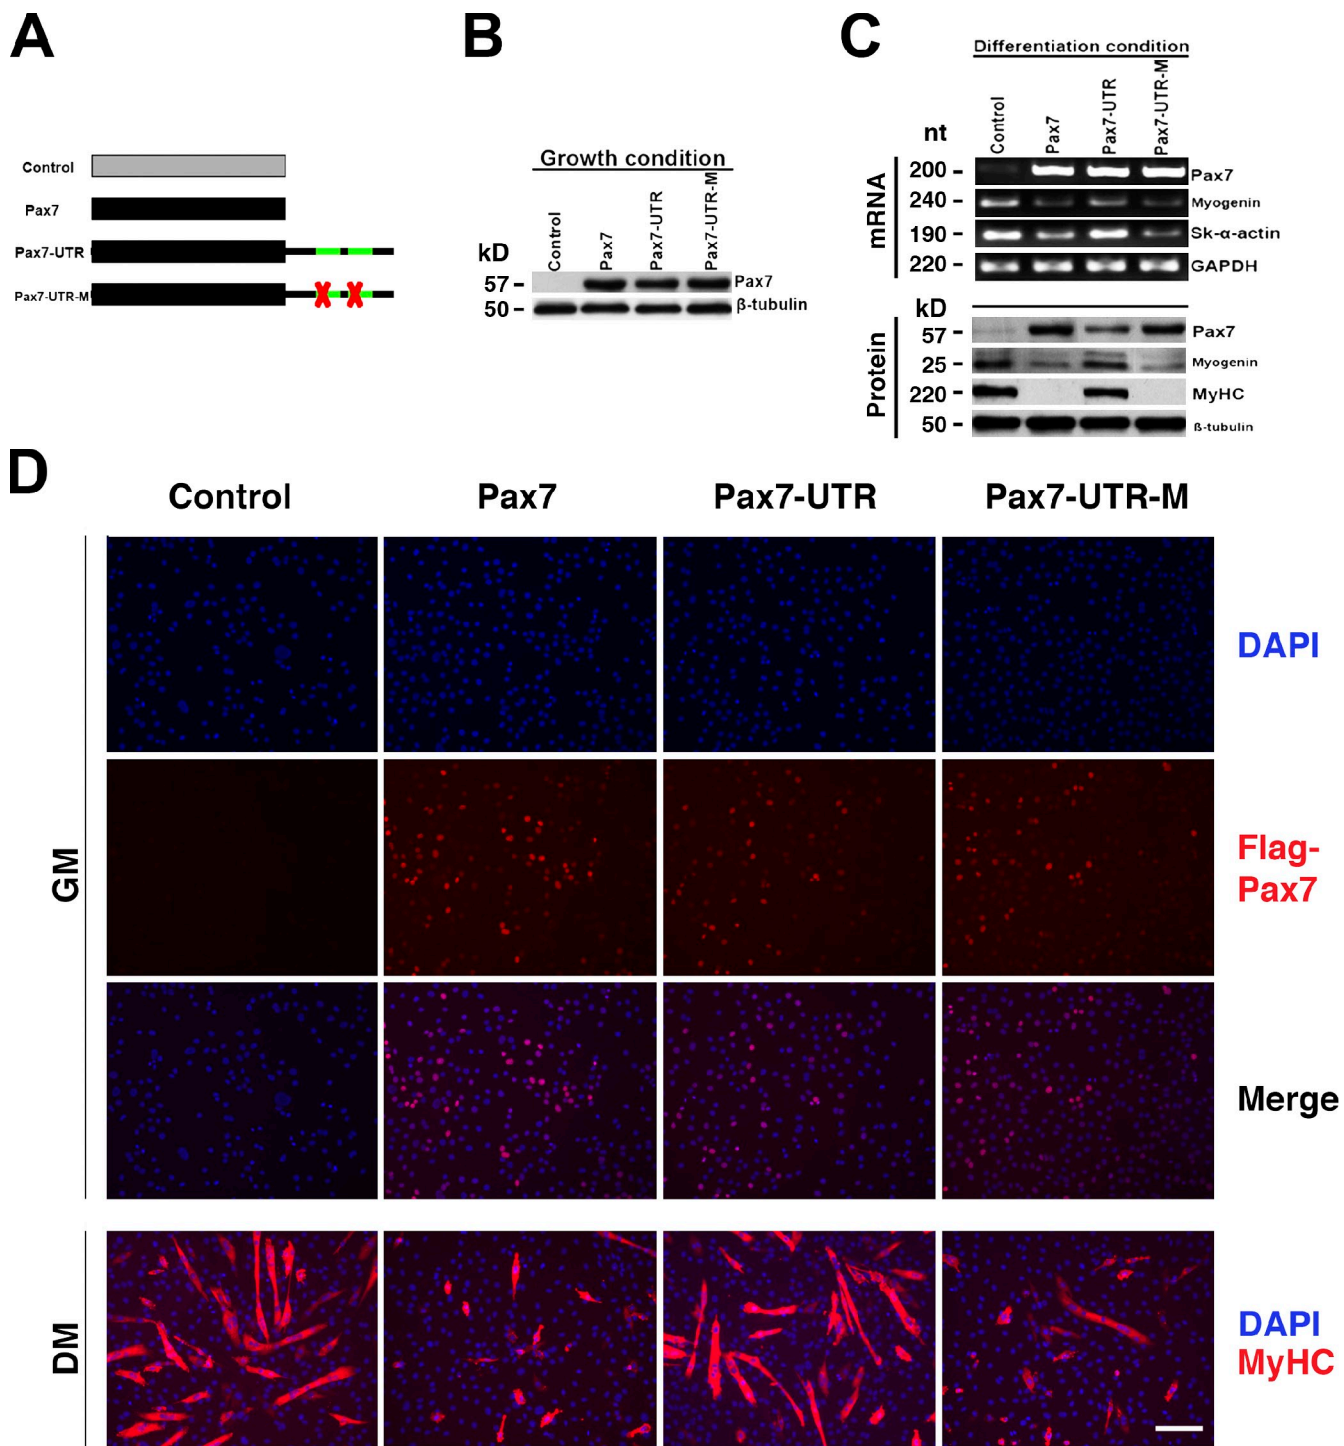 A
Control
Pax7
Pax7-UTR
Pax7-UTR-M
B
Growth condition
Control
Pax7
Pax7-UTR
Pax7-UTR-M
kD
57
Pax7
50
ß-tubulin
C
Differentiation condition
Control
Pax7
Pax7-UTR
Pax7-UTR-M
nt
mRNA
200
Pax7
240
Myogenin
190
Sk-α-actin
220
GAPDH
kD
Protein
57
Pax7
25
Myogenin
220
MyHC
50
ß-tubulin
D
Control
Pax7
Pax7-UTR
Pax7-UTR-M
GM
DAPI
Flag-
Pax7
Merge
DM
DAPI
MyHC